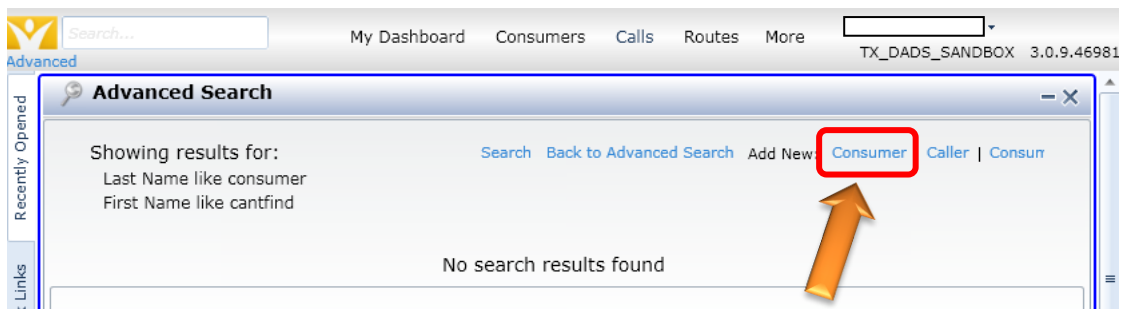 Search...
My Dashboard Consumers Calls Routes More
Advanced
TX_DADS_SANDBOX 3.0.9.46981
Recently Opened
Links
Advanced Search
Showing results for:
Search Back to Advanced Search Add New: Consumer Caller | Consum
Last Name like consumer
First Name like cantfind
No search results found